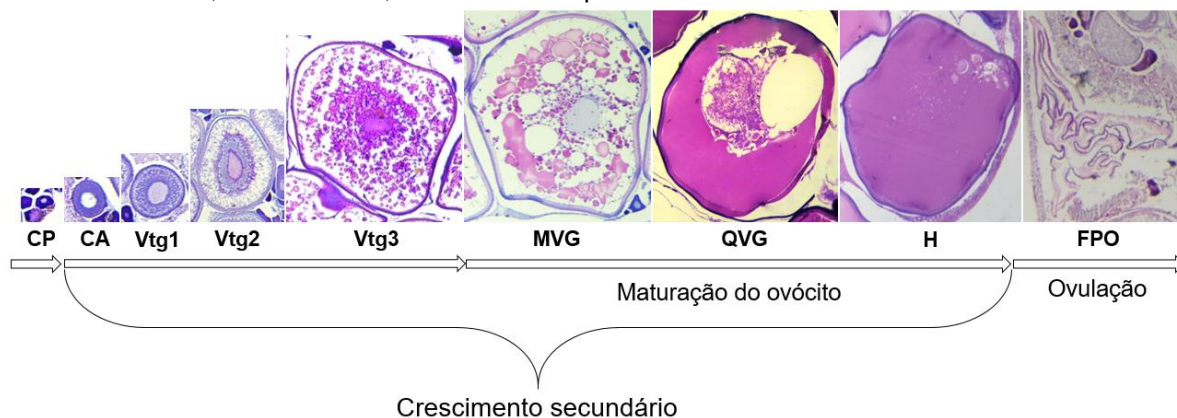 CP CA Vtg1 Vtg2 Vtg3 MVG QVG H FPO
Maturação do ovócito Ovulação
Crescimento secundário